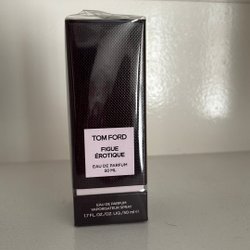 TOM FORD
FIGUE
ÉROTIQUE
EAU DE PARFUM
50 ML
EAU DE PARFUM
VAPORISATEUR SPRAY
1.7 FL.OZ./OZ. LIQ./50 ml e